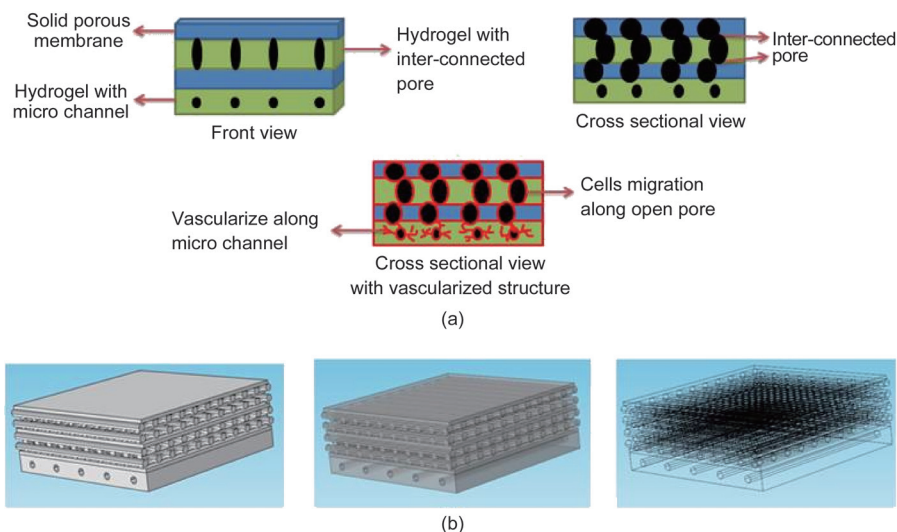 Solid porous
membrane
Hydrogel with
inter-connected
pore
Hydrogel with
micro channel
Front view
Inter-connected
pore
Cross sectional view
Vascularize along
micro channel
Cells migration
along open pore
Cross sectional view
with vascularized structure
(a)
(b)